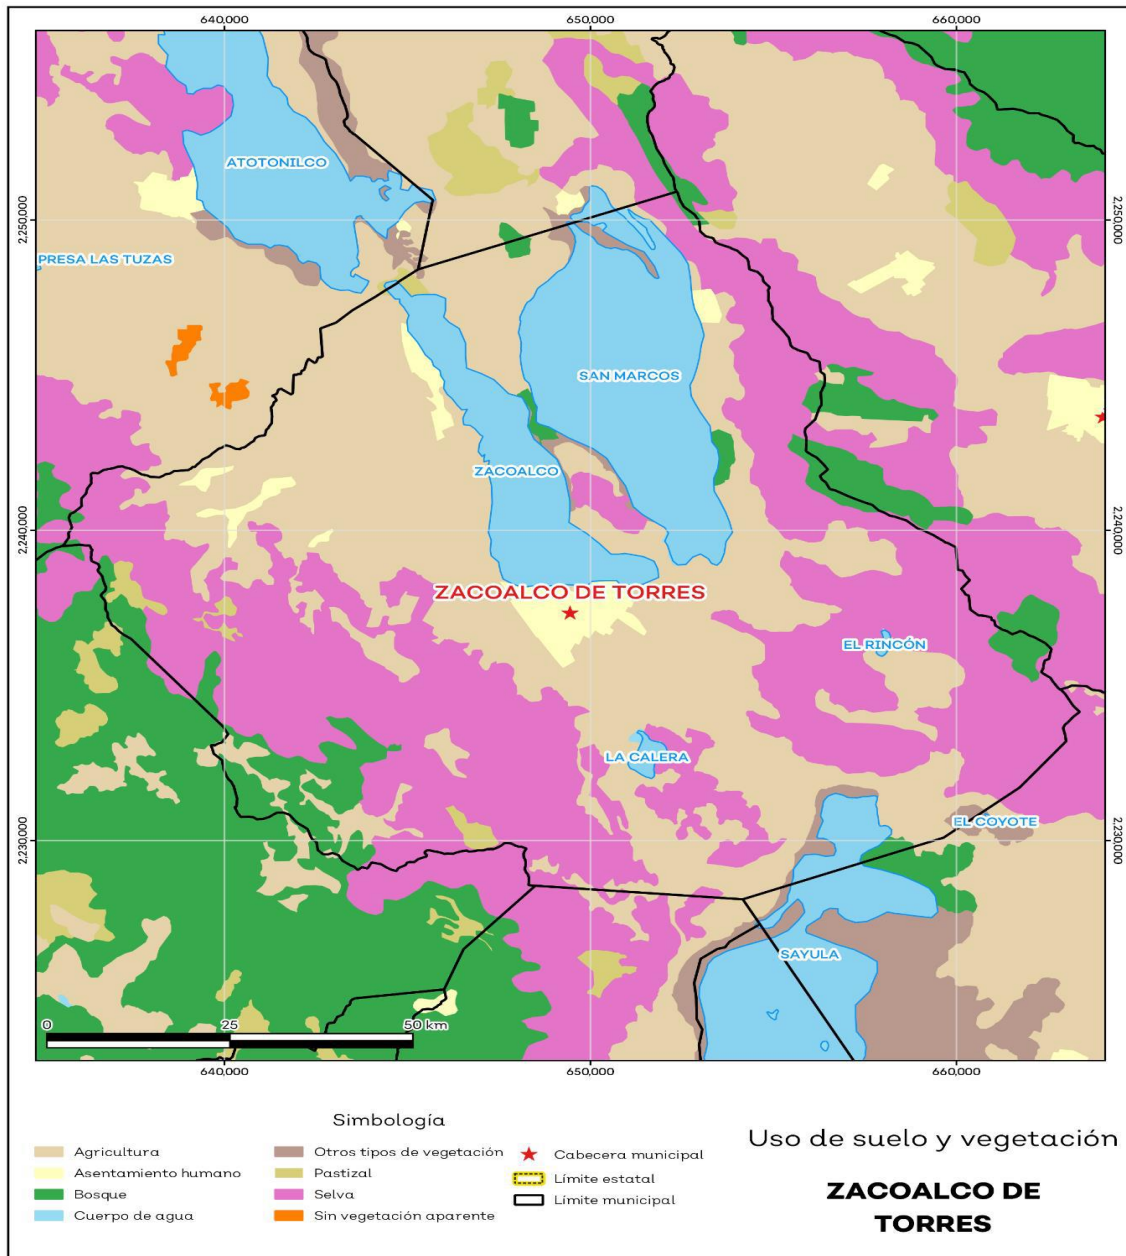 640,000 650,000 660,000
ATOTONILCO
2,250,000 2,250,000
PRESA LAS TUZAS
SAN MARCOS
ZACOALCO
2,240,000 2,240,000
ZACOALCO DE TORRES
EL RINCÓN
LA CALERA
EL COYOTE
2,230,000 2,230,000
SAYULA
0 25 50 km
640,000 650,000 660,000
Simbología
Agricultura
Asentamiento humano
Bosque
Cuerpo de agua
Otros tipos de vegetación
Pastizal
Selva
Sin vegetación aparente
Cabecera municipal
Límite estatal
Límite municipal
Uso de suelo y vegetación
ZACOALCO DE
TORRES